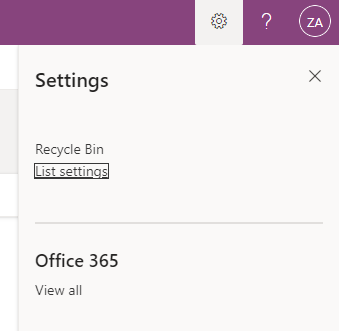 ?
ZA
Settings
Recycle Bin
List settings
Office 365
View all